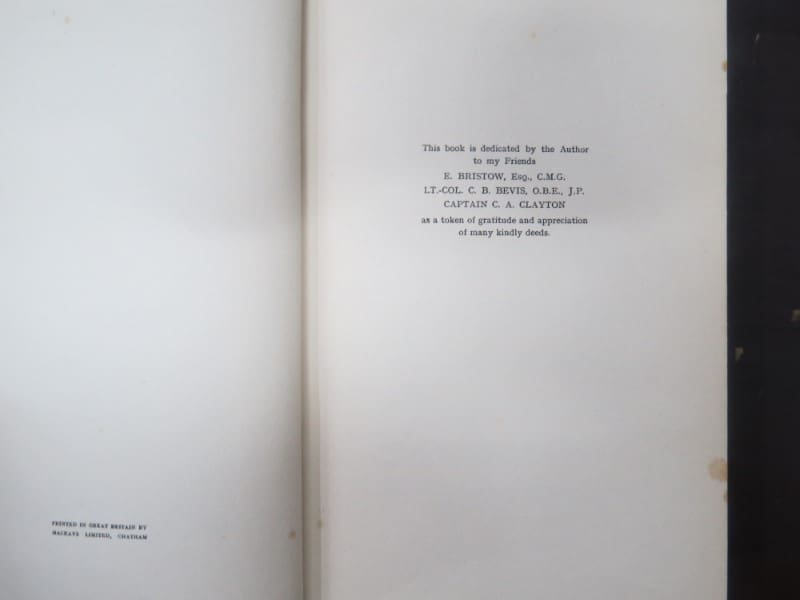 PRINTED IN GREAT BRITAIN BY
MACKAYS LIMITED, CHATHAM
This book is dedicated by the Author
to my Friends
E. BRISTOW, Esq., C.M.G.
LT.-COL. C. B. BEVIS, O.B.E., J.P.
CAPTAIN C. A. CLAYTON
as a token of gratitude and appreciation
of many kindly deeds.